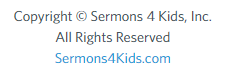 Copyright © Sermons 4 Kids, Inc.
All Rights Reserved
Sermons4Kids.com